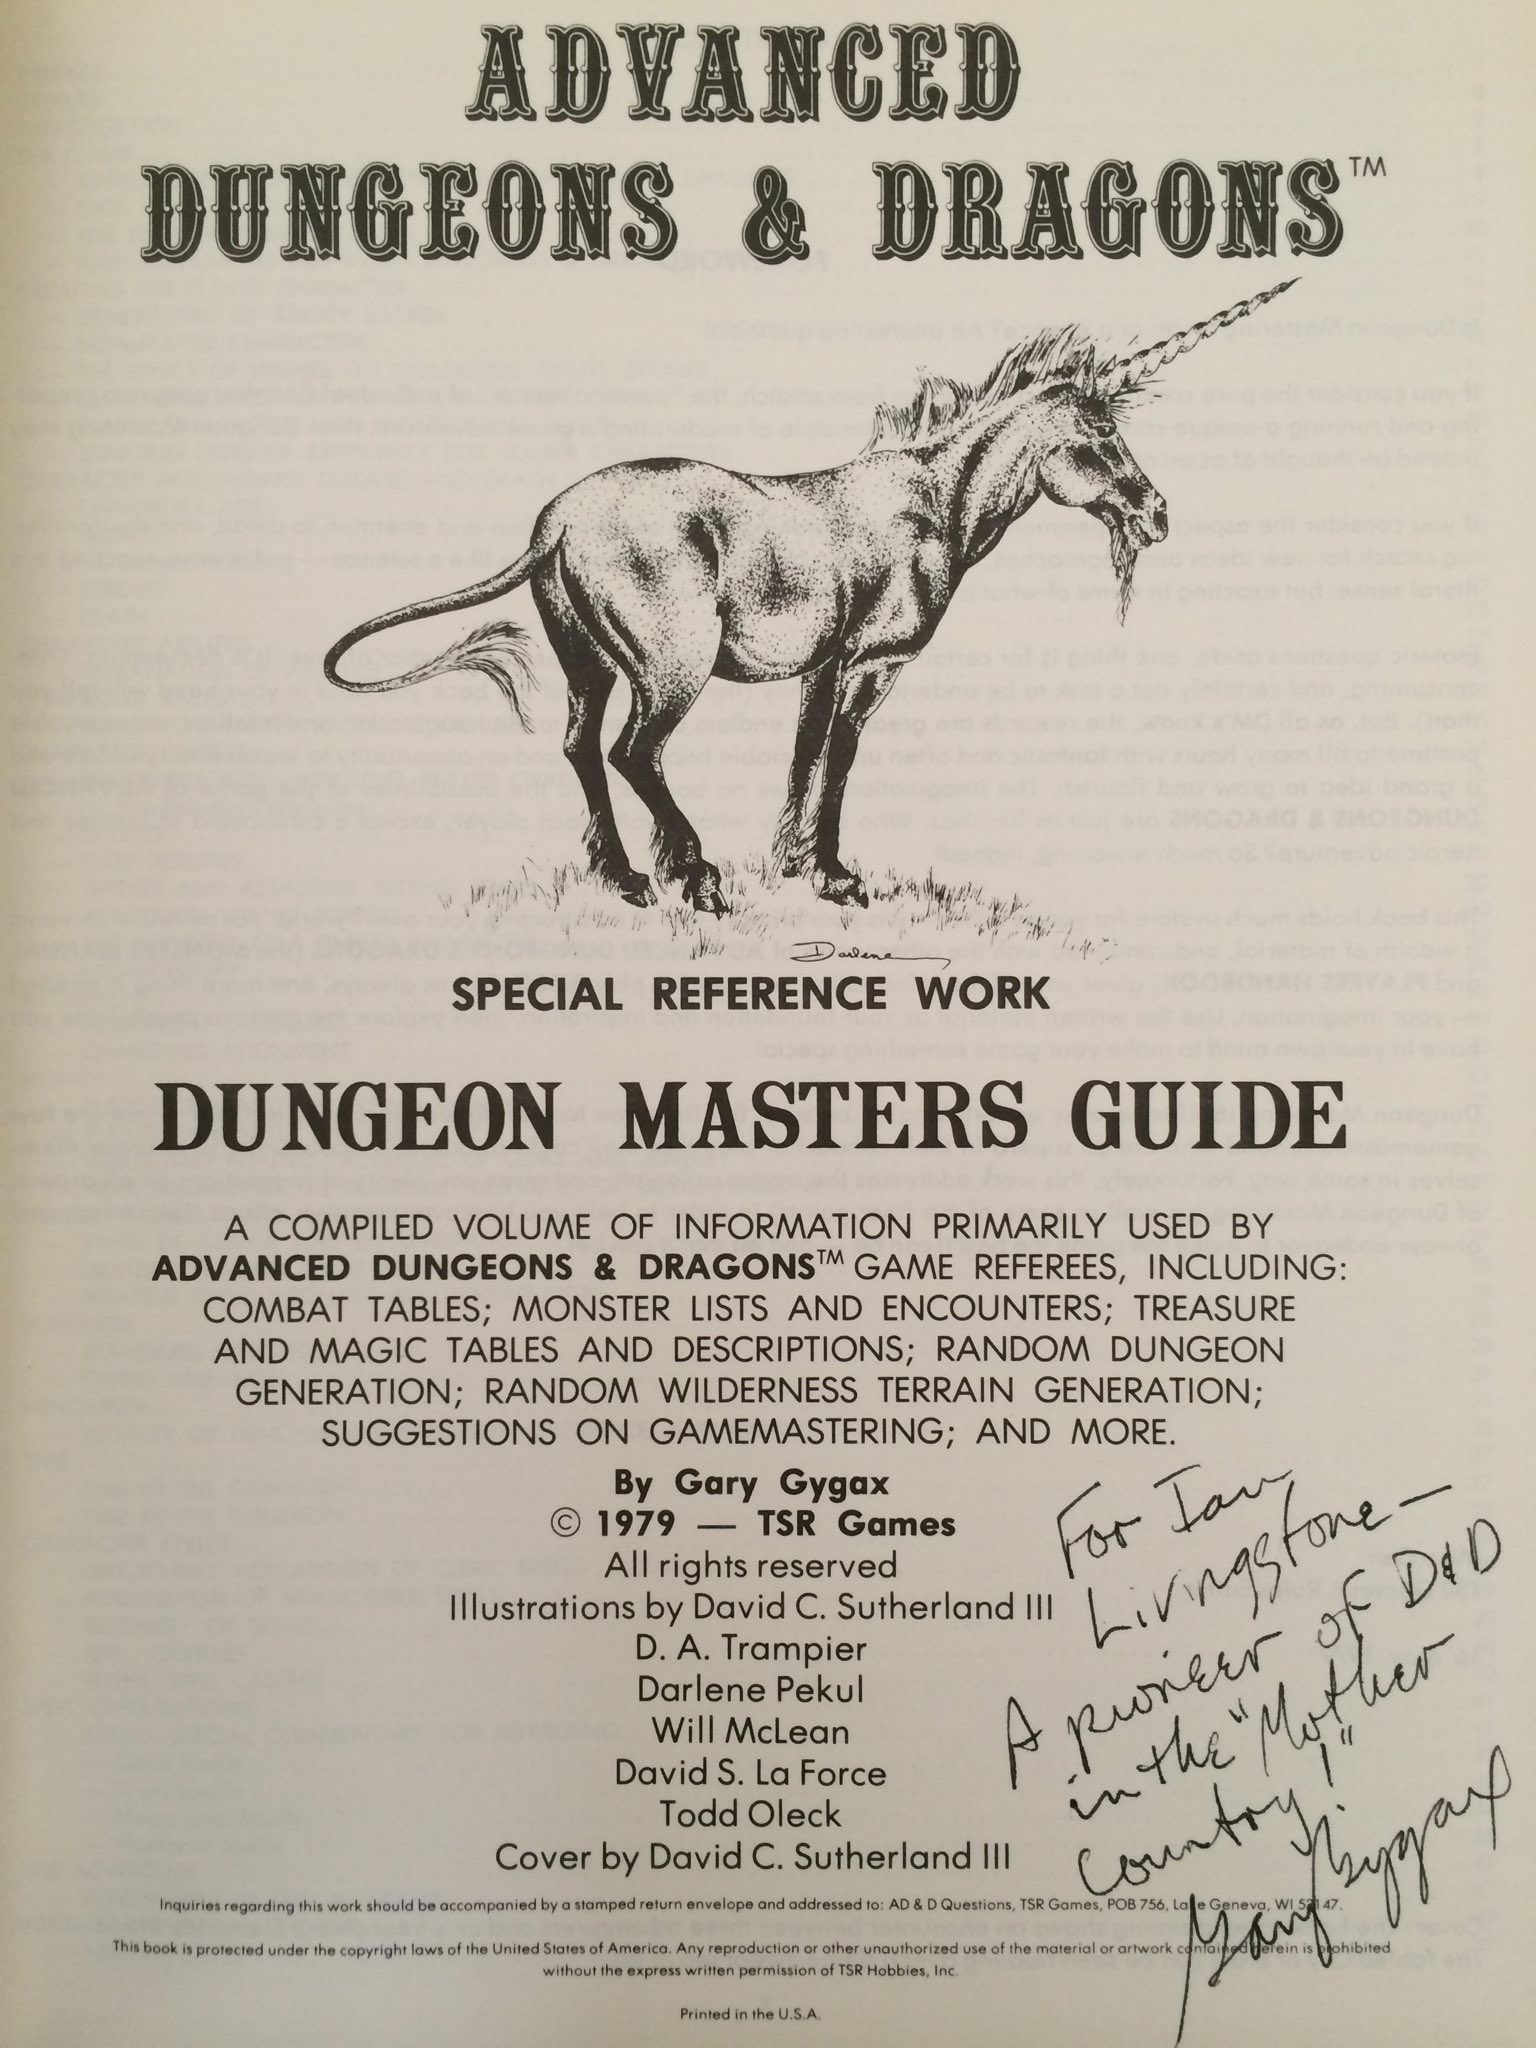 ADVANCED
DUNGEONS & DRAGONS™
Darlene
SPECIAL REFERENCE WORK
DUNGEON MASTERS GUIDE
A COMPILED VOLUME OF INFORMATION PRIMARILY USED BY
ADVANCED DUNGEONS & DRAGONS™ GAME REFEREES, INCLUDING:
COMBAT TABLES; MONSTER LISTS AND ENCOUNTERS; TREASURE
AND MAGIC TABLES AND DESCRIPTIONS; RANDOM DUNGEON
GENERATION; RANDOM WILDERNESS TERRAIN GENERATION;
SUGGESTIONS ON GAMEMASTERING; AND MORE.
By Gary Gygax
© 1979 — TSR Games
All rights reserved
Illustrations by David C. Sutherland III
D. A. Trampier
Darlene Pekul
Will McLean
David S. La Force
Todd Oleck
Cover by David C. Sutherland III
For Ian
Livingstone—
A pioneer of D&D
in the "Mother
Country!"
Gary Gygax
Inquiries regarding this work should be accompanied by a stamped return envelope and addressed to: AD & D Questions, TSR Games, POB 756, Lake Geneva, WI 53147.
This book is protected under the copyright laws of the United States of America. Any reproduction or other unauthorized use of the material or artwork contained herein is prohibited
without the express written permission of TSR Hobbies, Inc.
Printed in the U.S.A.